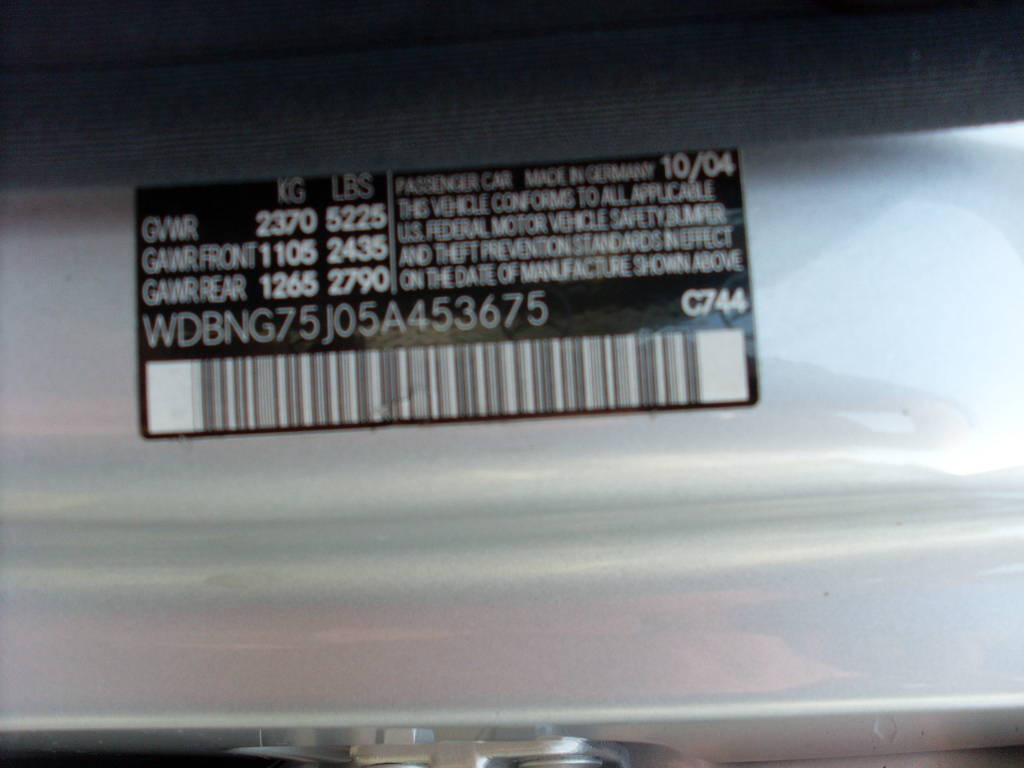 KG LBS
GVWR 2370 5225
GAWR FRONT 1105 2435
GAWR REAR 1265 2790
PASSENGER CAR MADE IN GERMANY 10/04
THIS VEHICLE CONFORMS TO ALL APPLICABLE
U.S. FEDERAL MOTOR VEHICLE SAFETY BUMPER
AND THEFT PREVENTION STANDARDS IN EFFECT
ON THE DATE OF MANUFACTURE SHOWN ABOVE
WDBNG75J05A453675 C744